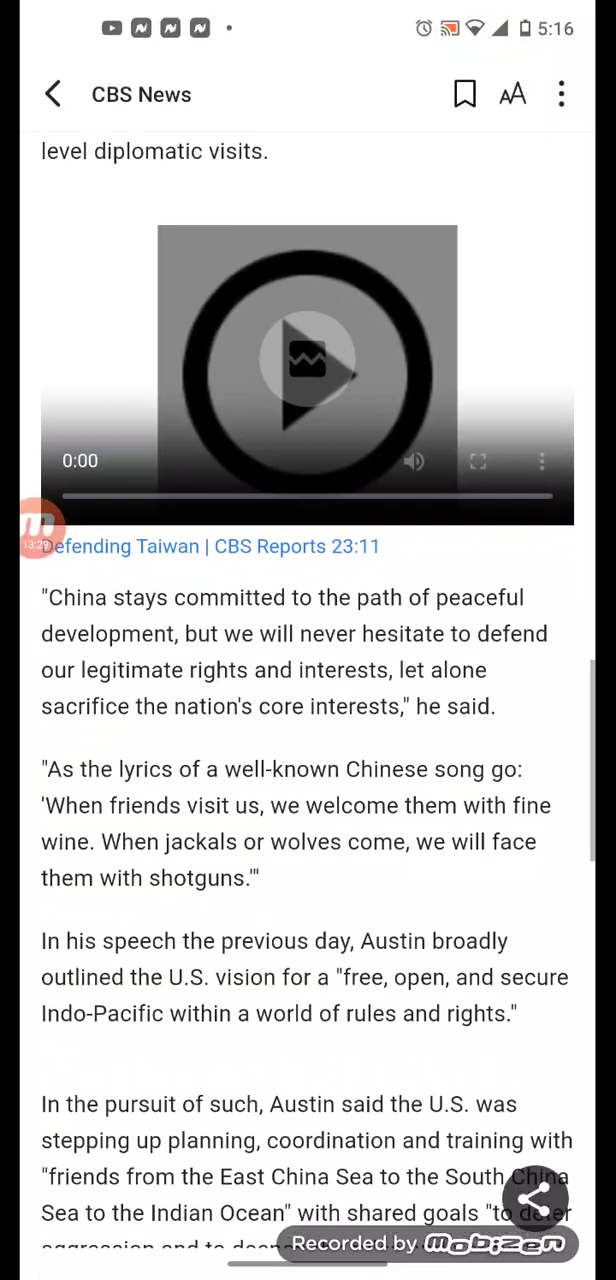 5:16
CBS News
AA
level diplomatic visits.
0:00
13:29
Defending Taiwan | CBS Reports 23:11
"China stays committed to the path of peaceful
development, but we will never hesitate to defend
our legitimate rights and interests, let alone
sacrifice the nation's core interests," he said.
"As the lyrics of a well-known Chinese song go:
'When friends visit us, we welcome them with fine
wine. When jackals or wolves come, we will face
them with shotguns.'"
In his speech the previous day, Austin broadly
outlined the U.S. vision for a "free, open, and secure
Indo-Pacific within a world of rules and rights."
In the pursuit of such, Austin said the U.S. was
stepping up planning, coordination and training with
"friends from the East China Sea to the South China
Sea to the Indian Ocean" with shared goals "to deter
aggression and to
Recorded by mobizen